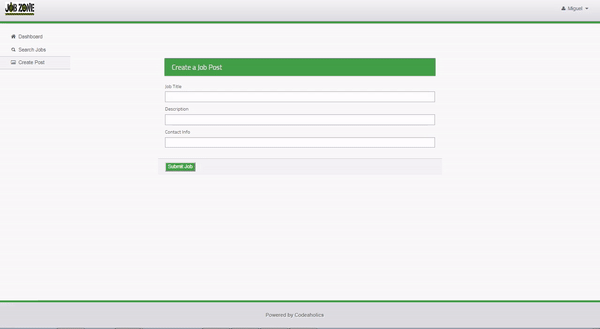 JOB ZONE
Miguel
Dashboard
Search Jobs
Create Post
Create a Job Post
Job Title
Description
Contact Info
Submit Job
Powered by Codeaholics